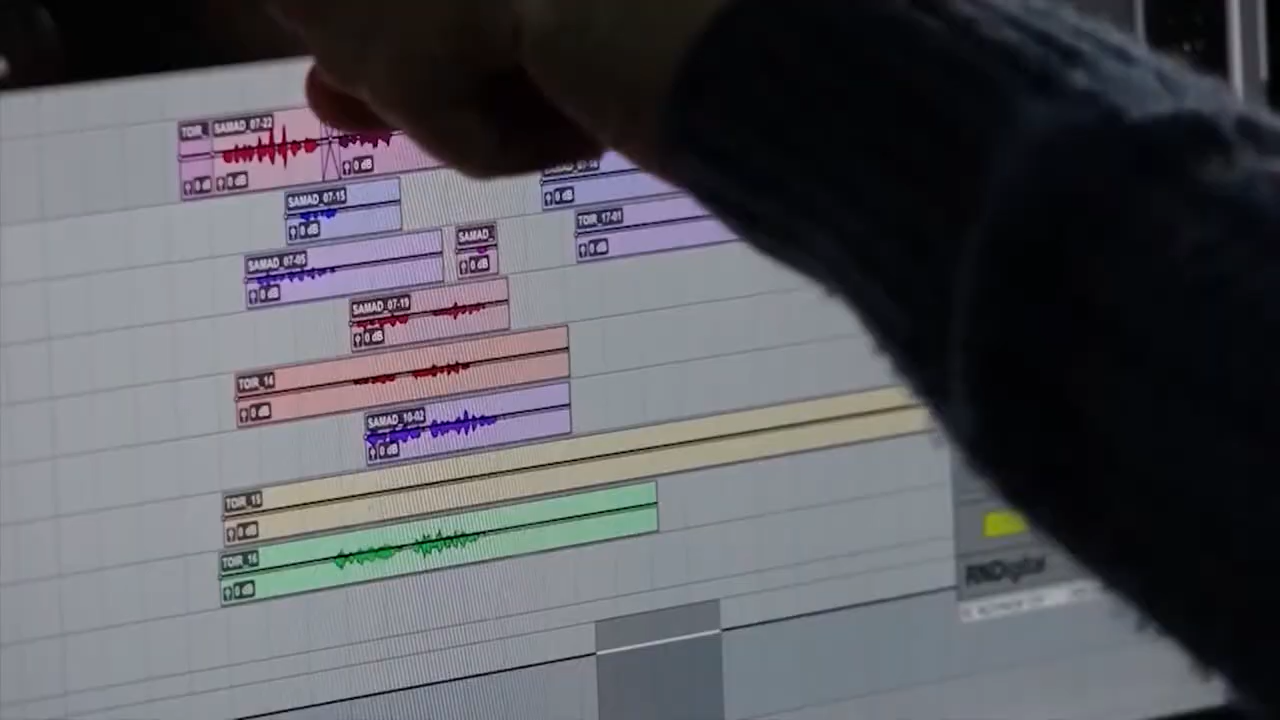 TOIR_ SAMAD_07-22
0 dB 0 dB
SAMAD_07-15
0 dB
0 dB
TOIR_17-01
0 dB
SAMAD_
0 dB
SAMAD_07-05
0 dB
SAMAD_07-19
0 dB
TOIR_14
0 dB
SAMAD_10-02
0 dB
TOIR_15
0 dB
TOIR_16
0 dB